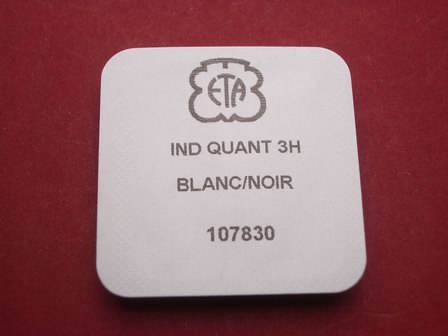 ETA
IND QUANT 3H
BLANC/NOIR
107830